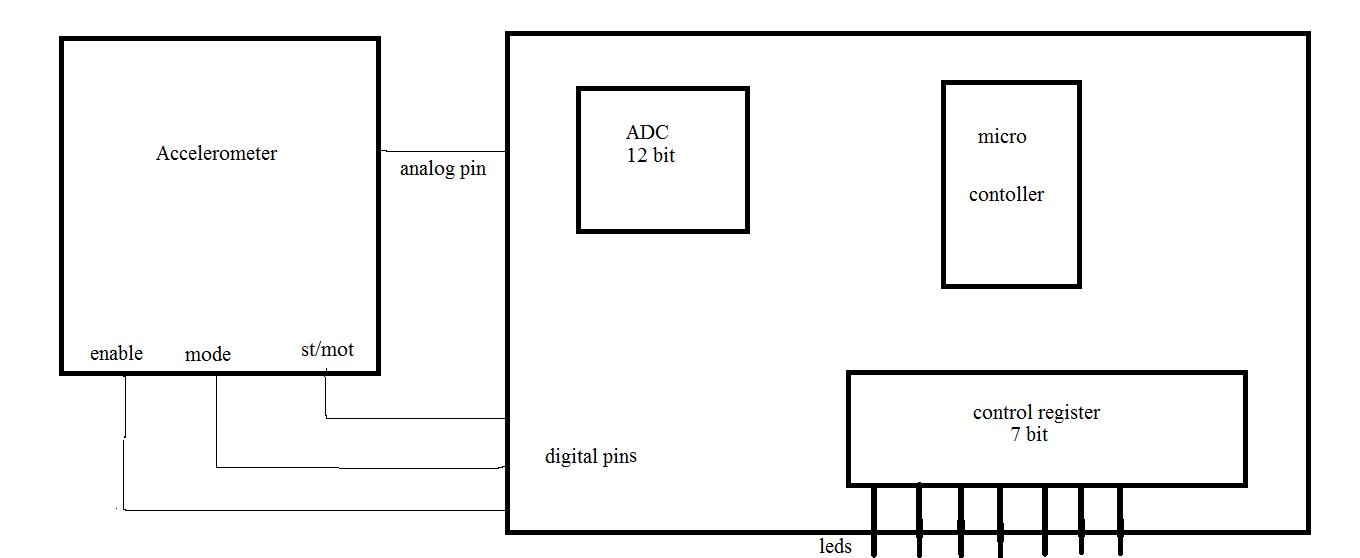 Accelerometer
analog pin
enable
mode
st/mot
ADC
12 bit
micro
contoller
digital pins
control register
7 bit
leds